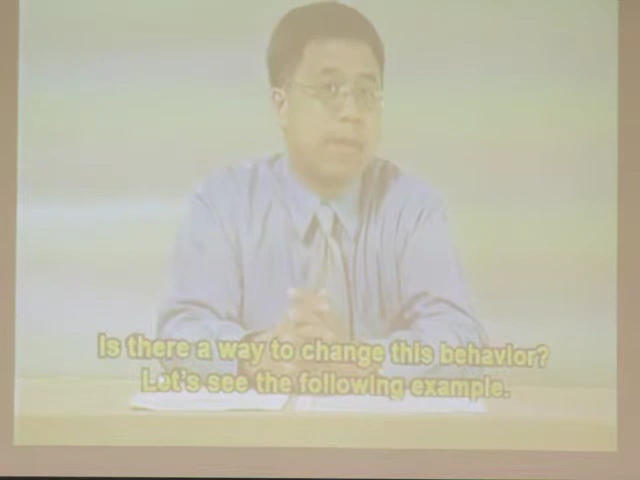 Is there a way to change this behavior?
Let's see the following example.